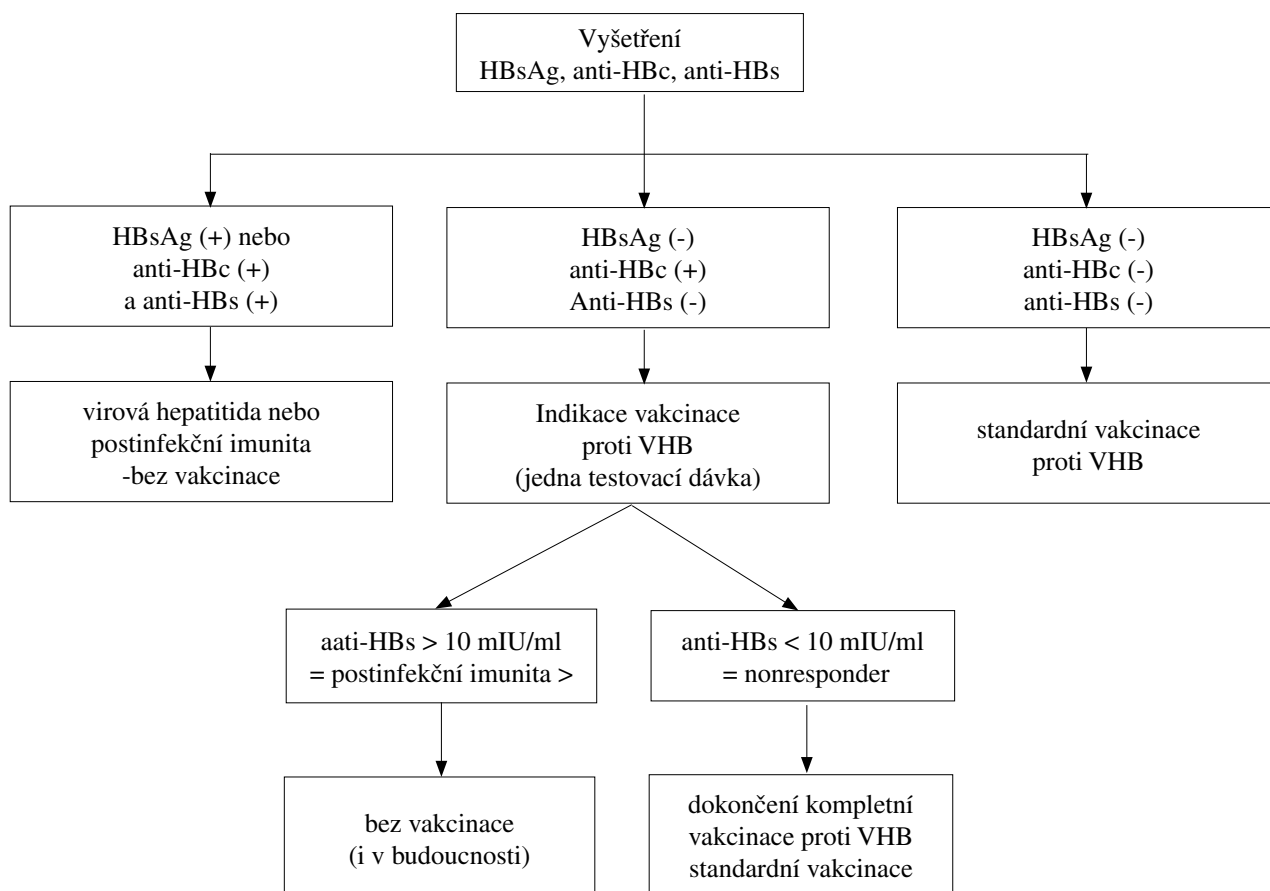 Vyšetření
HBsAg, anti-HBc, anti-HBs
HBsAg (+) nebo
anti-HBc (+)
a anti-HBs (+)
HBsAg (-)
anti-HBc (+)
Anti-HBs (-)
HBsAg (-)
anti-HBc (-)
anti-HBs (-)
virová hepatitida nebo
postinfekční imunita
-bez vakcinace
Indikace vakcinace
proti VHB
(jedna testovací dávka)
standardní vakcinace
proti VHB
aati-HBs > 10 mIU/ml
= postinfekční imunita >
anti-HBs < 10 mIU/ml
= nonresponder
bez vakcinace
(i v budoucnosti)
dokončení kompletní
vakcinace proti VHB
standardní vakcinace